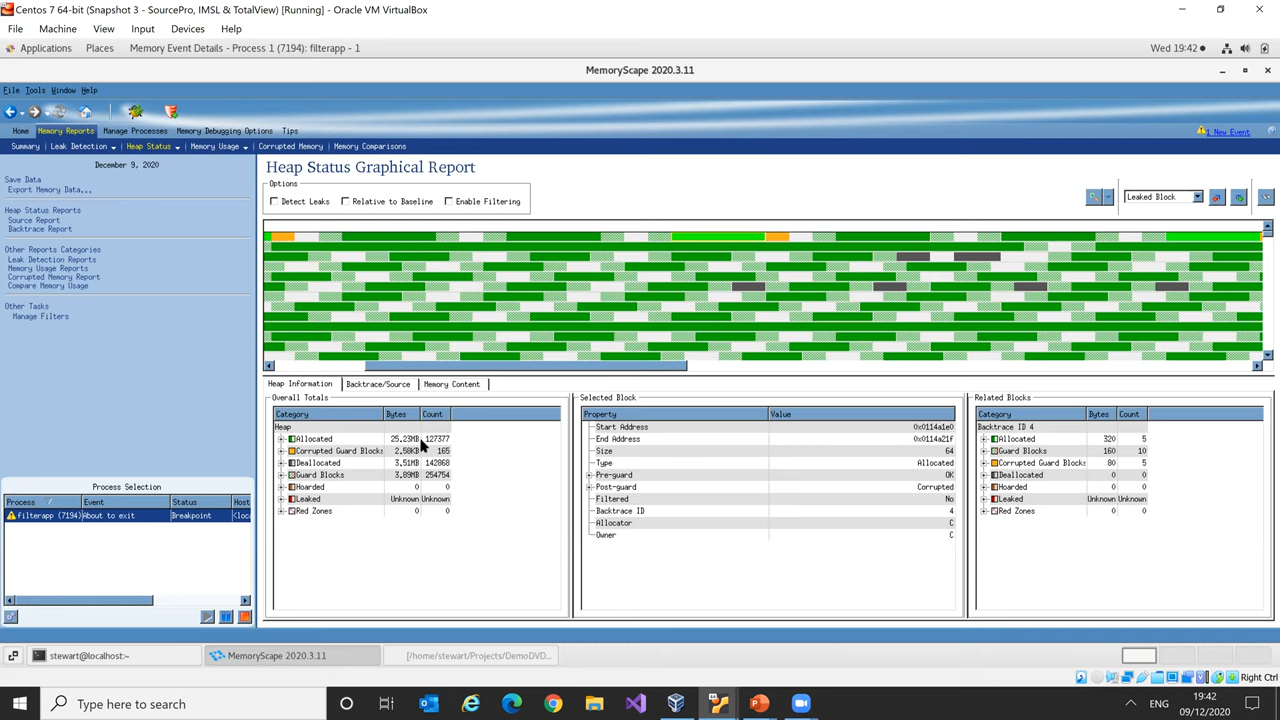 Centos 7 64-bit (Snapshot 3 - SourcePro, IMSL & TotalView) [Running] - Oracle VM VirtualBox
File Machine View Input Devices Help
Applications Places Memory Event Details - Process 1 (7194): filterapp - 1 Wed 19:42
MemoryScape 2020.3.11
File Tools Window Help
Home Memory Reports Manage Processes Memory Debugging Options Tips 1 New Event
Summary Leak Detection Heap Status Memory Usage Corrupted Memory Memory Comparisons
December 9, 2020
Save Data
Export Memory Data...
Heap Status Reports
Source Report
Backtrace Report
Other Reports Categories
Leak Detection Reports
Memory Usage Reports
Corrupted Memory Report
Compare Memory Usage
Other Tasks
Manage Filters
Process Selection
Process Event Status Host
filterapp (7194) About to exit Breakpoint <loc
Heap Status Graphical Report
Options
Detect Leaks Relative to Baseline Enable Filtering
Leaked Block
Heap Information Backtrace/Source Memory Content
Overall Totals
Category Bytes Count
Heap
Allocated 25.23MB 127377
Corrupted Guard Blocks 2.58KB 165
Deallocated 3.51MB 142868
Guard Blocks 3.89MB 254754
Hoarded 0 0
Leaked Unknown Unknown
Red Zones 0 0
Selected Block
Property Value
Start Address 0x0114a1e0
End Address 0x0114a21f
Size 64
Type Allocated
Pre-guard OK
Post-guard Corrupted
Filtered No
Backtrace ID 4
Allocator C
Owner C
Related Blocks
Category Bytes Count
Backtrace ID 4
Allocated 320 5
Guard Blocks 160 10
Corrupted Guard Blocks 80 5
Deallocated 0 0
Hoarded 0 0
Leaked Unknown Unknown
Red Zones 0 0
stewart@localhost:~ MemoryScape 2020.3.11 [/home/stewart/Projects/DemoDVD...
Right Ctrl
Type here to search
ENG
19:42
09/12/2020